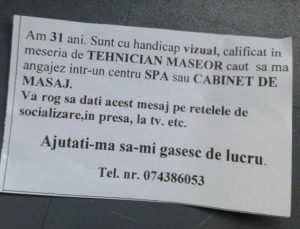 Am 31 ani. Sunt cu handicap vizual, calificat in
meseria de TEHNICIAN MASEOR caut sa ma
angajez intr-un centru SPA sau CABINET DE
MASAJ.
Va rog sa dati acest mesaj pe retelele de
socializare,in presa, la tv. etc.
Ajutati-ma sa-mi gasesc de lucru.
Tel. nr. 074386053